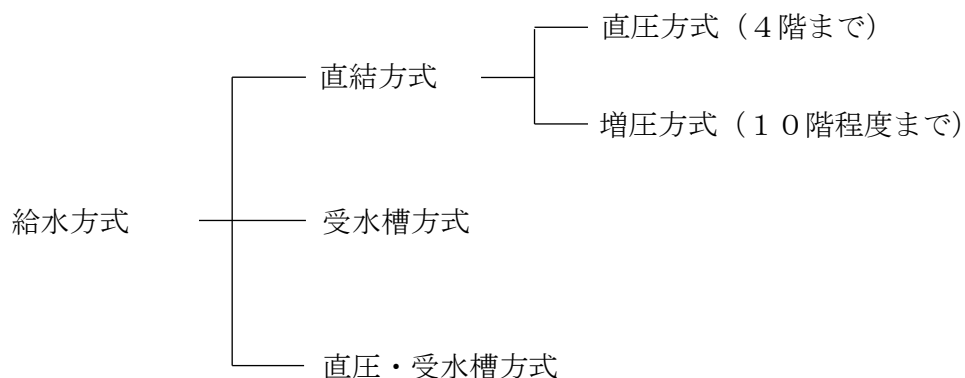 直圧方式（４階まで）
直結方式
増圧方式（１０階程度まで）
給水方式
受水槽方式
直圧・受水槽方式